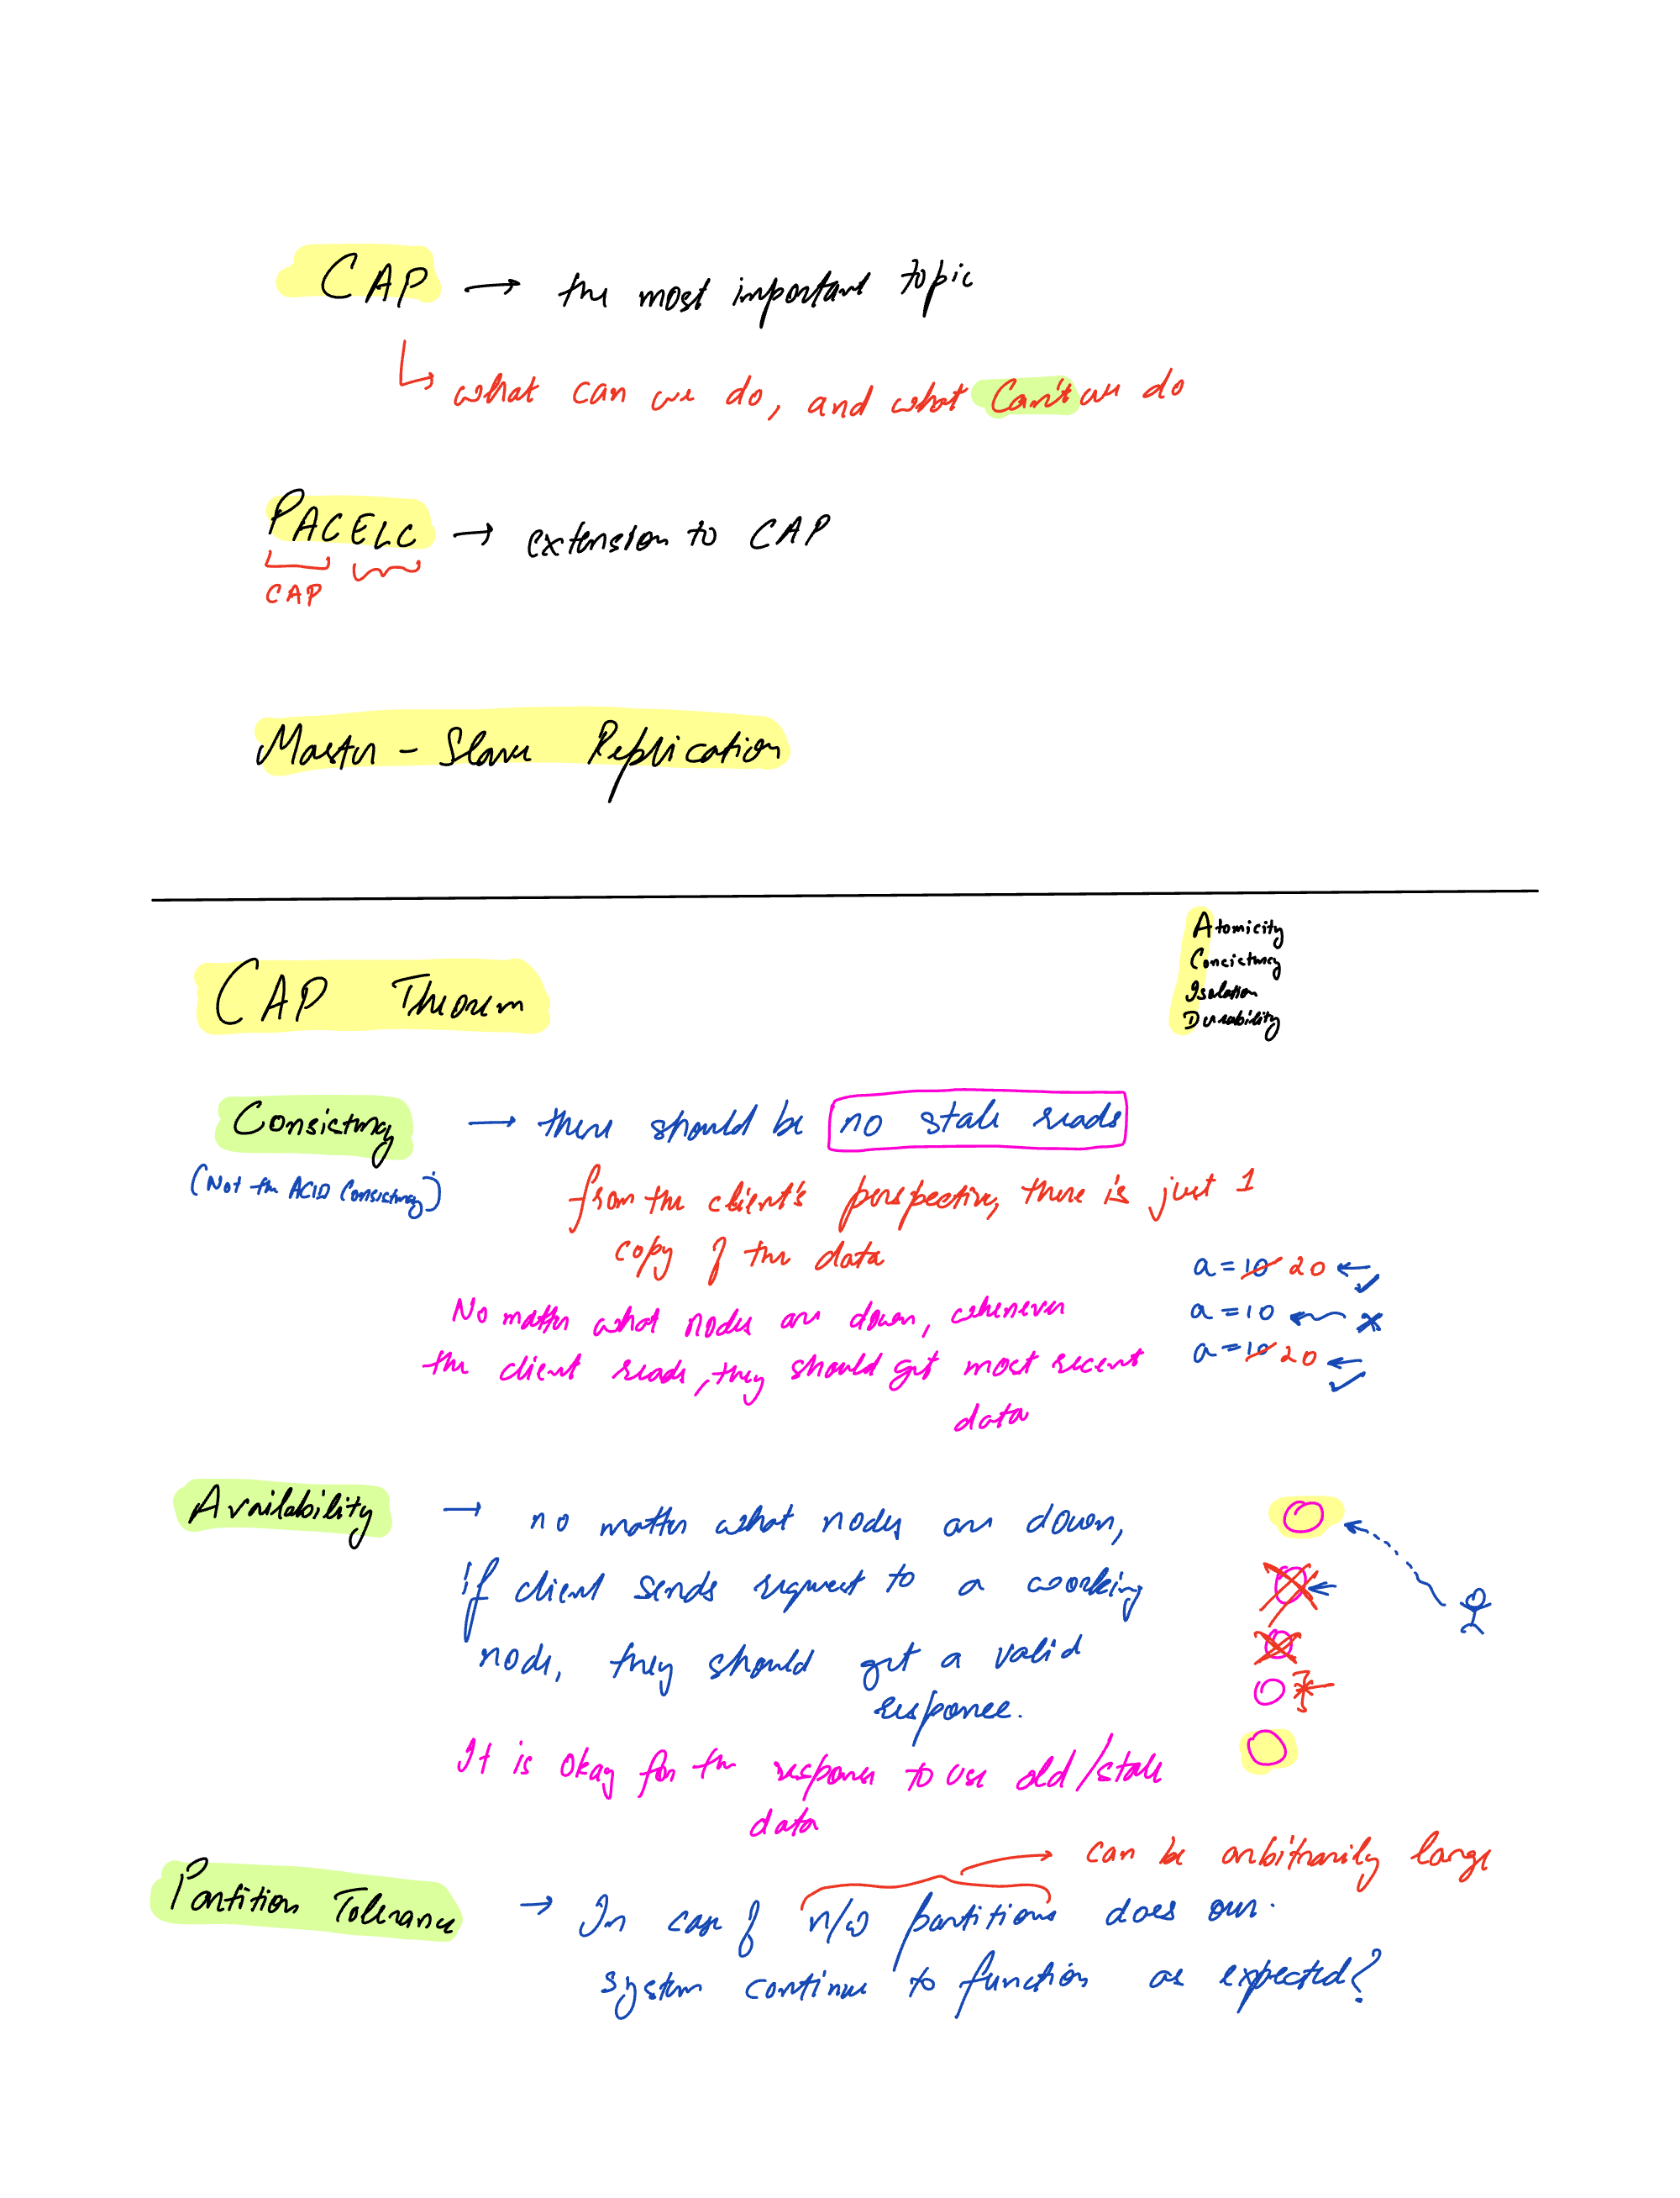 CAP → the most important topic
↳ what can we do, and what can't we do
PACELC → extension to CAP
CAP
Master - Slave Replication
Atomicity
Consistency
Isolation
Durability
CAP Theorem
Consistency → there should be no stale reads
(Not the ACID Consistency)
from the client's perspective, there is just 1
copy of the data
a = 10 20 ← ✓
No matter what nodes are down, whenever
a = 10 ← ×
the client reads, they should get most recent
a = 10 20 ← ✓
data
Availability → no matter what nodes are down,
if client sends request to a working
node, they should get a valid
response.
It is okay for the response to use old/stale
data
→ can be arbitrarily large
Partition Tolerance → In case of n/w partitions does our
system continue to function as expected?